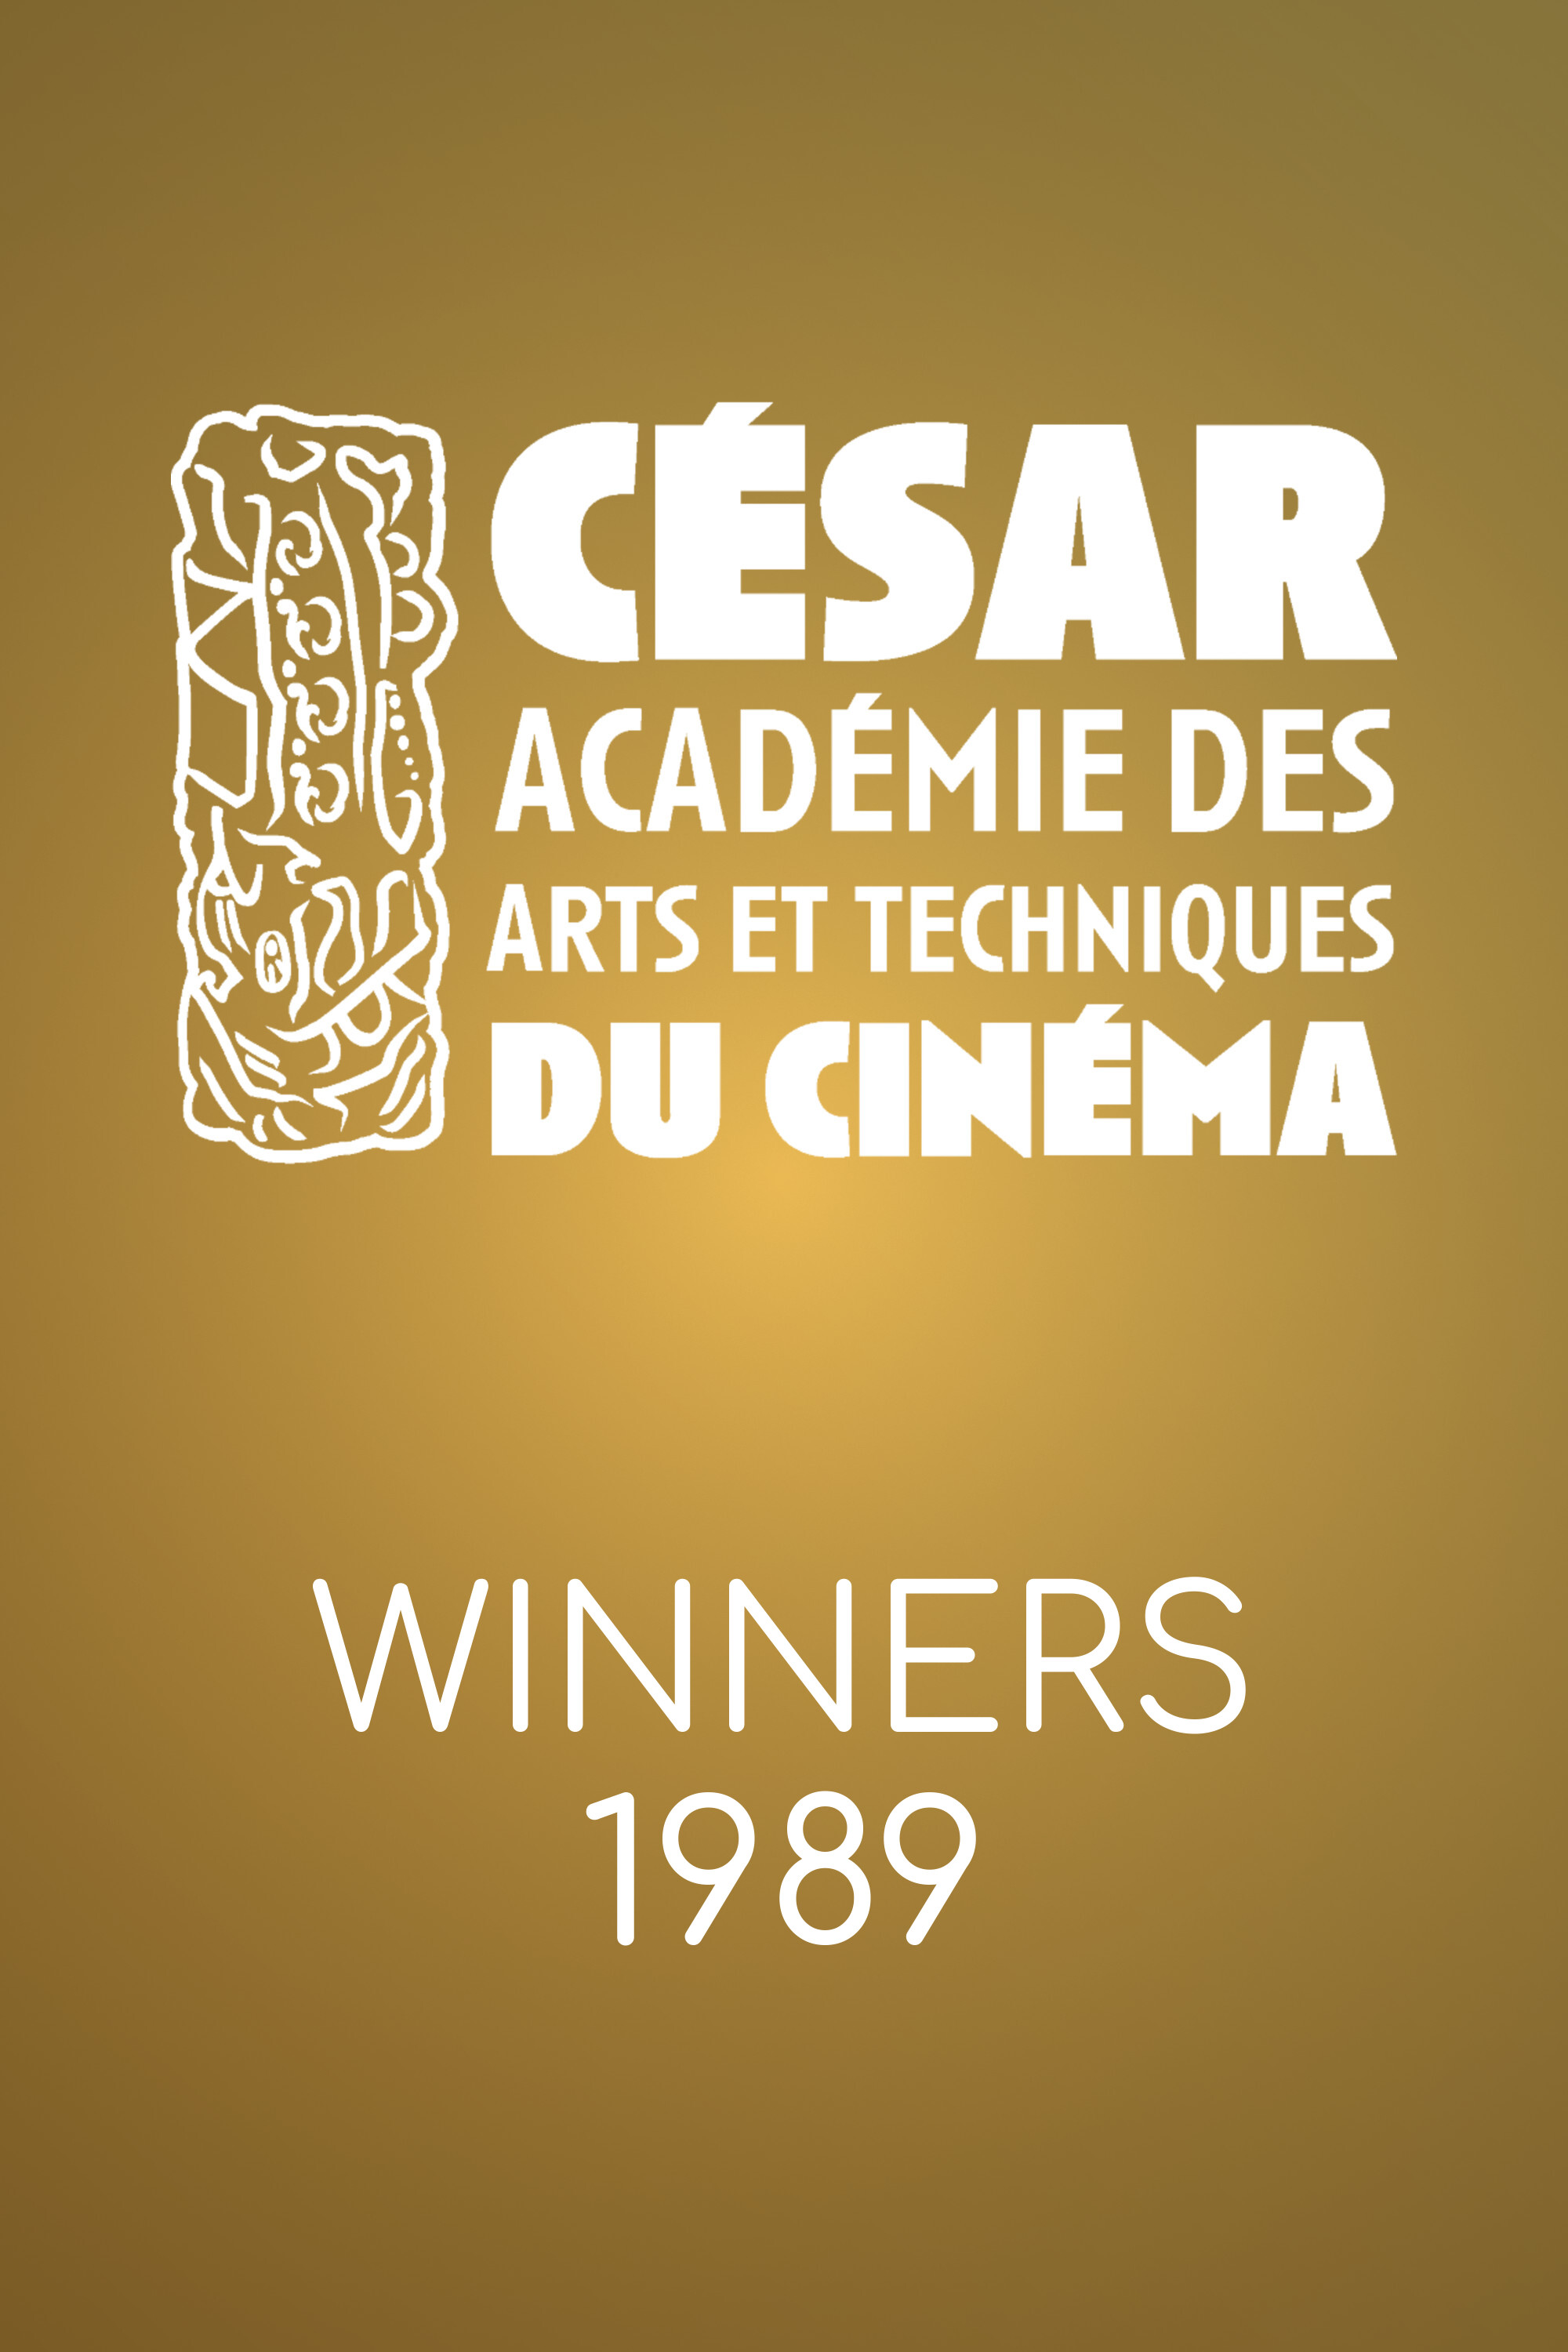 CÉSAR
ACADÉMIE DES
ARTS ET TECHNIQUES
DU CINÉMA
WINNERS
1989